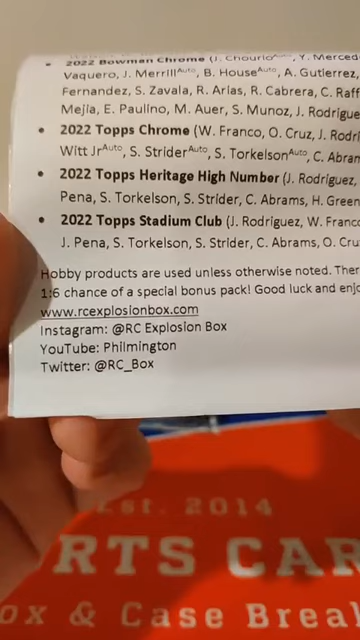 • 2022 Bowman Chrome (J. Chourio^Auto, Y. Merced
Vaquero, J. Merrill^Auto, B. House^Auto, A. Gutierrez,
Fernandez, S. Zavala, R. Arias, R. Cabrera, C. Raff
Mejia, E. Paulino, M. Auer, S. Munoz, J. Rodrigue
• 2022 Topps Chrome (W. Franco, O. Cruz, J. Rodri
Witt Jr^Auto, S. Strider^Auto, S. Torkelson^Auto, C. Abram
• 2022 Topps Heritage High Number (J. Rodriguez,
Pena, S. Torkelson, S. Strider, C. Abrams, H. Green
• 2022 Topps Stadium Club (J. Rodriguez, W. Franco
J. Pena, S. Torkelson, S. Strider, C. Abrams, O. Cru
Hobby products are used unless otherwise noted. Ther
1:6 chance of a special bonus pack! Good luck and enjo
www.rcexplosionbox.com
Instagram: @RC Explosion Box
YouTube: Philmington
Twitter: @RC_Box
Est. 2014
RTS CAR
ox & Case Break